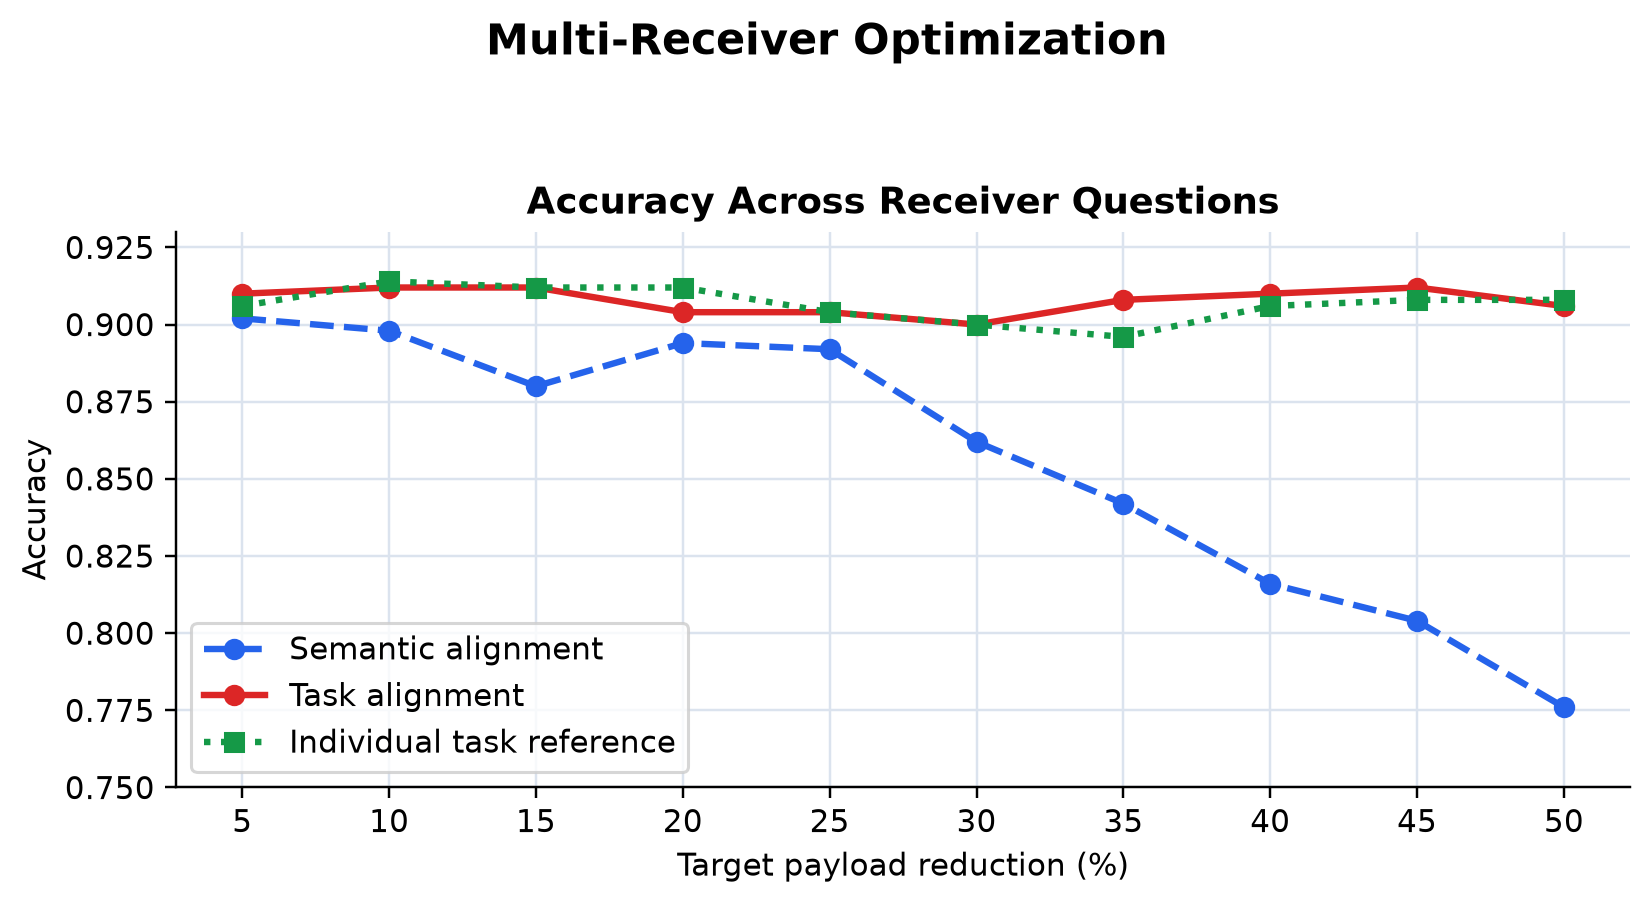 Multi-Receiver Optimization
Accuracy Across Receiver Questions
0.925
0.900
0.875
0.850
0.825
0.800
0.775
0.750
Accuracy
Semantic alignment
Task alignment
Individual task reference
5 10 15 20 25 30 35 40 45 50
Target payload reduction (%)